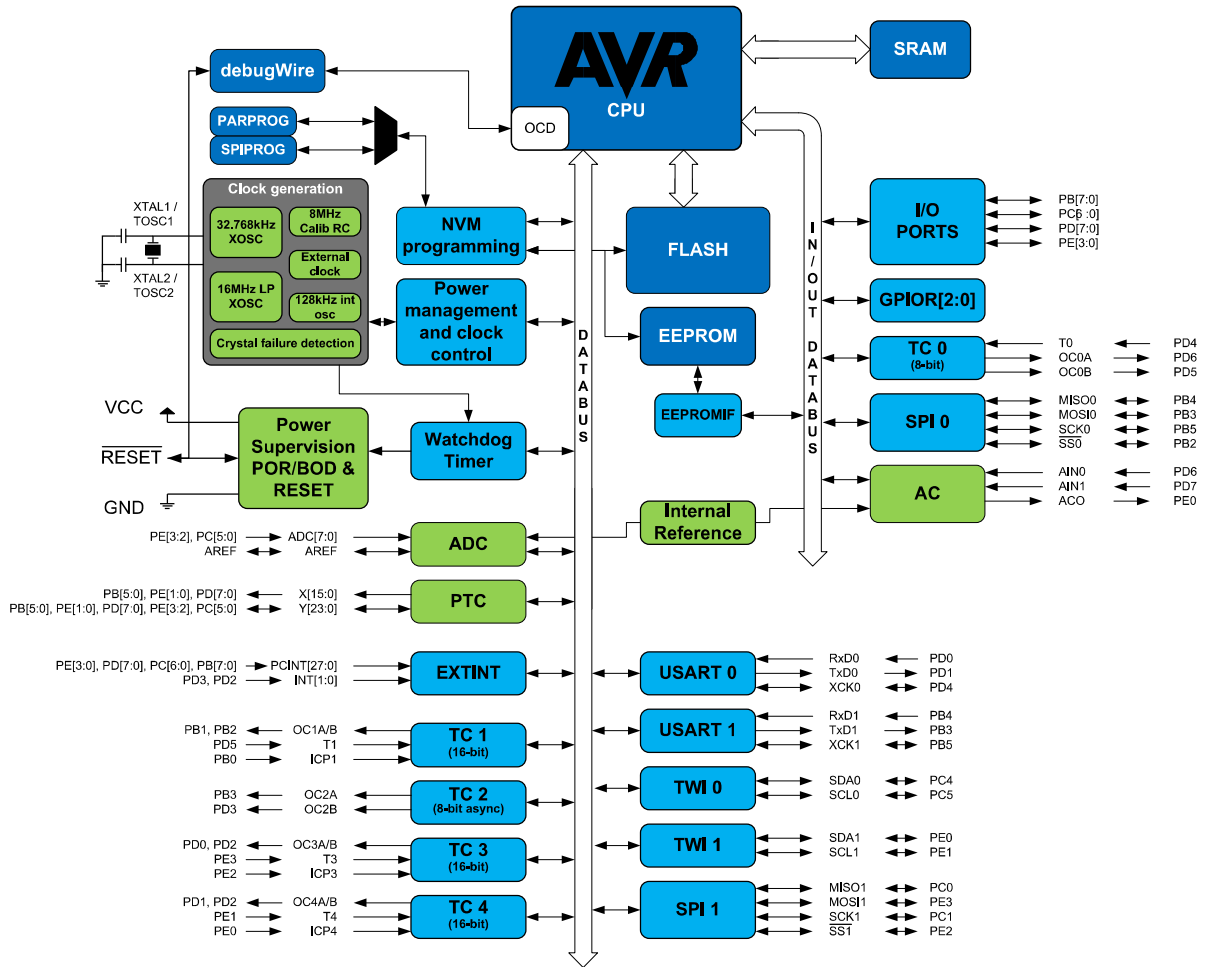 AVR
CPU
OCD
SRAM
debugWire
PARPROG
SPIPROG
Clock generation
32.768kHz
XOSC
8MHz
Calib RC
External
clock
16MHz LP
XOSC
128kHz int
osc
Crystal failure detection
XTAL1 /
TOSC1
XTAL2 /
TOSC2
NVM
programming
Power
management
and clock
control
FLASH
EEPROM
EEPROMIF
DATABUS
IN/OUT DATABUS
VCC
RESET
GND
Power
Supervision
POR/BOD &
RESET
Watchdog
Timer
Internal
Reference
I/O
PORTS
PB[7:0]
PC[6:0]
PD[7:0]
PE[3:0]
GPIOR[2:0]
TC 0
(8-bit)
T0 PD4
OC0A PD6
OC0B PD5
SPI 0
MISO0 PB4
MOSI0 PB3
SCK0 PB5
SS0 PB2
AC
AIN0 PD6
AIN1 PD7
ACO PE0
PE[3:2], PC[5:0] ADC[7:0]
AREF AREF
ADC
PB[5:0], PE[1:0], PD[7:0] X[15:0]
PB[5:0], PE[1:0], PD[7:0], PE[3:2], PC[5:0] Y[23:0]
PTC
PE[3:0], PD[7:0], PC[6:0], PB[7:0] PCINT[27:0]
PD3, PD2 INT[1:0]
EXTINT
PB1, PB2 OC1A/B
PD5 T1
PB0 ICP1
TC 1
(16-bit)
PB3 OC2A
PD3 OC2B
TC 2
(8-bit async)
PD0, PD2 OC3A/B
PE3 T3
PE2 ICP3
TC 3
(16-bit)
PD1, PD2 OC4A/B
PE1 T4
PE0 ICP4
TC 4
(16-bit)
USART 0
RxD0 PD0
TxD0 PD1
XCK0 PD4
USART 1
RxD1 PB4
TxD1 PB3
XCK1 PB5
TWI 0
SDA0 PC4
SCL0 PC5
TWI 1
SDA1 PE0
SCL1 PE1
SPI 1
MISO1 PC0
MOSI1 PE3
SCK1 PC1
SS1 PE2